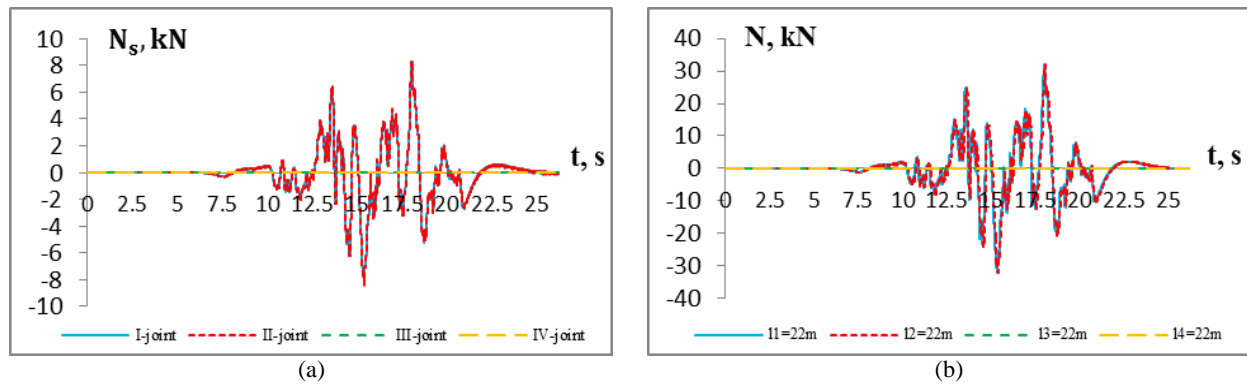 10
8
6
4
2
0
-2
-4
-6
-8
-10
Nₛ, kN
t, s
0 2.5 5 7.5 10 12.5 15 17.5 20 22.5 25
I-joint II-joint III-joint IV-joint
(a)
40
30
20
10
0
-10
-20
-30
-40
N, kN
t, s
0 2.5 5 7.5 10 12.5 15 17.5 20 22.5 25
l1=22m l2=22m l3=22m l4=22m
(b)